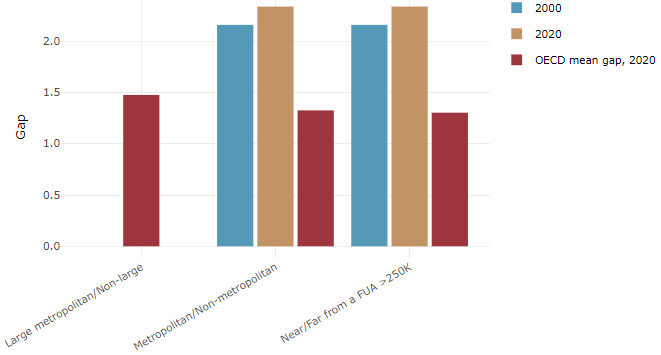 2000
2020
OECD mean gap, 2020
Gap
2.0
1.5
1.0
0.5
0.0
Large metropolitan/Non-large
Metropolitan/Non-metropolitan
Near/Far from a FUA >250K